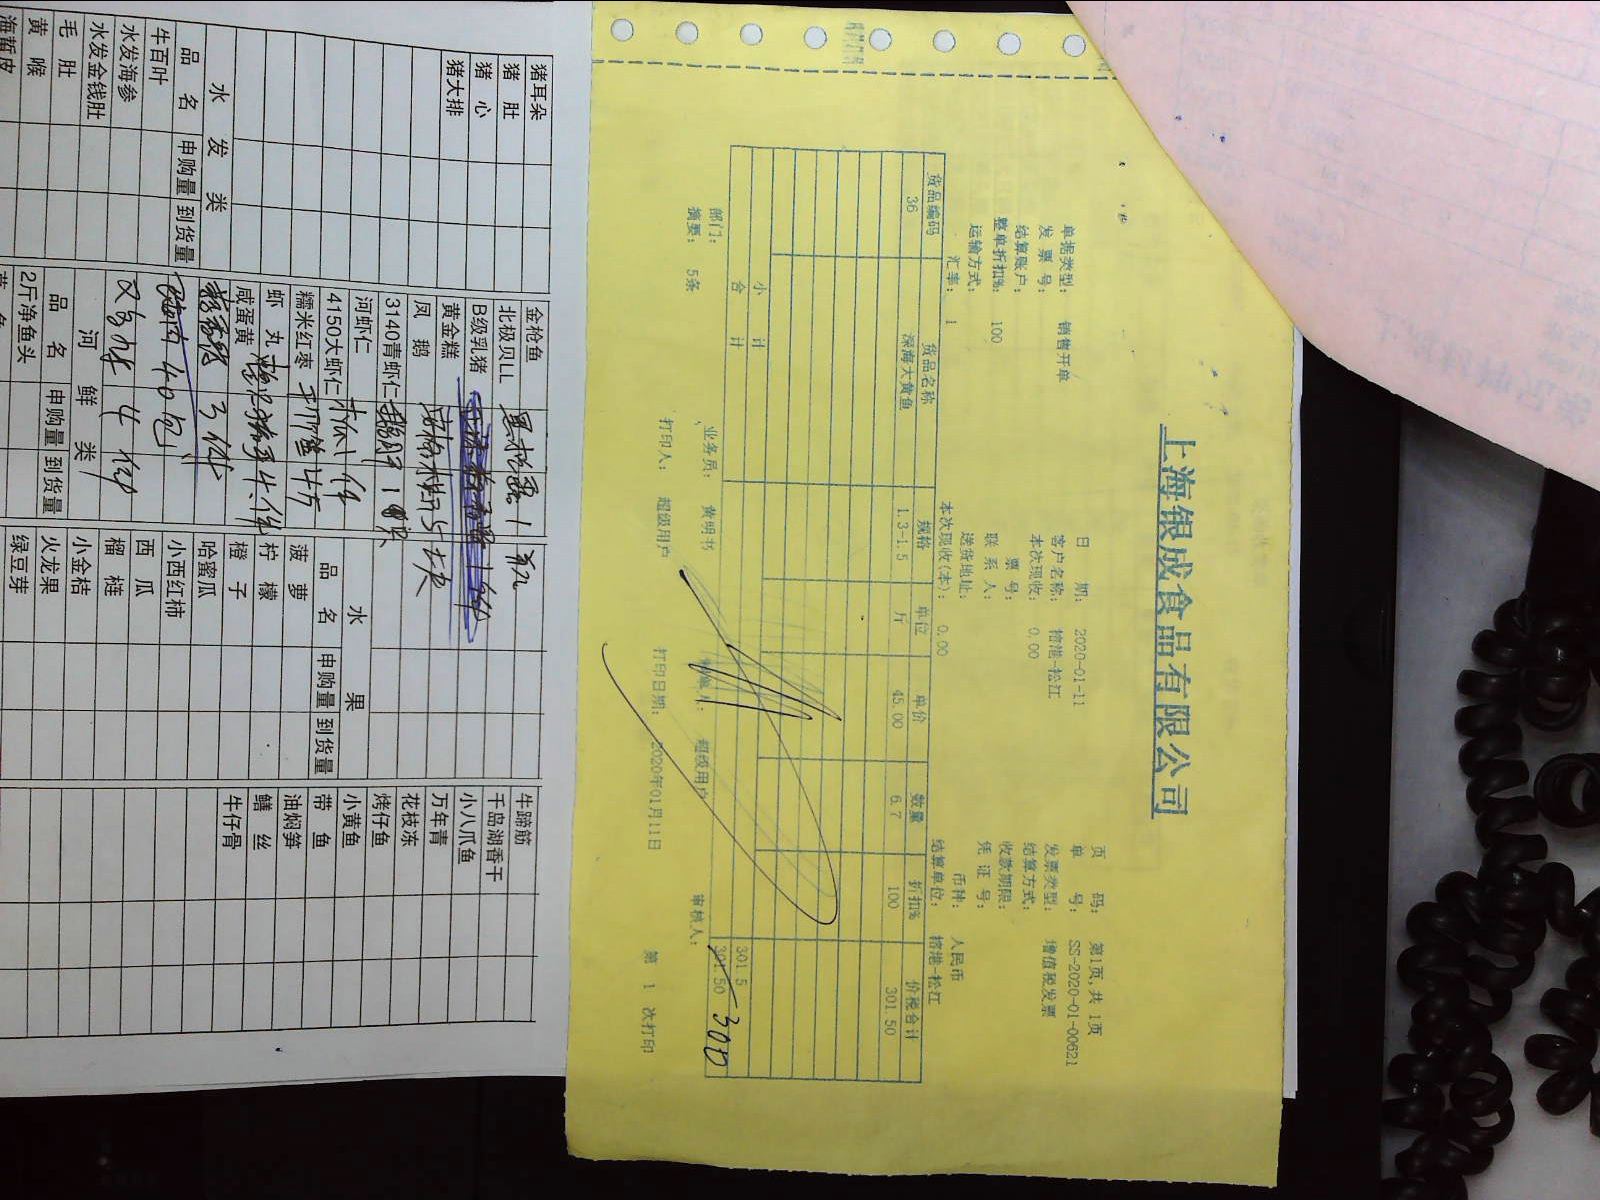 上海银成食品有限公司
单据类型： 销售开单
日 期： 2020-01-11
页 码： 第1页,共 1页
发 票 号：
客户名称： 榕港-松江
单 号： SS-2020-01-00621
结算账户：
本次现收： 0.00
发票类型： 增值税发票
整单折扣%： 100
票 号：
结算方式：
运输方式：
联 系 人：
收款期限：
汇率： 1
送货地址：
凭 证 号：
本次现收(本)： 0.00
币种： 人民币
结算单位： 榕港-松江
货品编码 货品名称 规格 单位 单价 数量 折扣% 价税合计
36 深海大黄鱼 1.3-1.5 斤 45.00 6.7 100 301.50
小 计 301.5
合 计 301.50 300
部门： 业务员： 黄明书 超级用户 审核人：
摘要： 5条
打印人： 超级用户 打印日期： 2020年01月11日 第 1 次打印
猪耳朵
猪 肚
猪 心
猪大排
水 发 类
品 名 申购量 到货量
牛百叶
水发海参
水发金钱肚
毛 肚
黄 喉
海蜇皮
金枪鱼
北极贝LL
B级乳猪
黄金糕
凤 鹅
3140青虾仁
河虾仁
4150大虾仁
糯米红枣
虾 丸
咸蛋黄
3件
40包
4件
河 鲜 类
品 名 申购量 到货量
2斤净鱼头
水 果
品 名 申购量 到货量
菠 萝
柠 檬
橙 子
哈蜜瓜
小西红柿
西 瓜
榴 梿
小金桔
火龙果
绿豆芽
牛蹄筋
千岛湖香干
小八爪鱼
万年青
花枝冻
烤仔鱼
小黄鱼
带 鱼
油焖笋
鳝 丝
牛仔骨